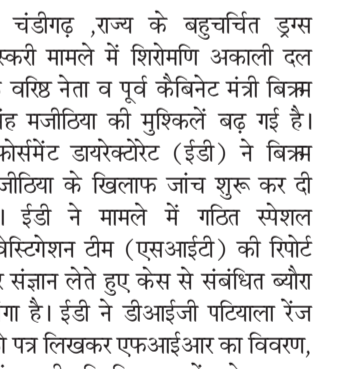 चंडीगढ़ ,राज्य के बहुचर्चित ड्रग्स
स्करी मामले में शिरोमणि अकाली दल
वरिष्ठ नेता व पूर्व कैबिनेट मंत्री बिक्रम
ंह मजीठिया की मुश्किलें बढ़ गई है।
फोर्समेंट डायरेक्टोरेट (ईडी) ने बिक्रम
जीठिया के खिलाफ जांच शुरू कर दी
। ईडी ने मामले में गठित स्पेशल
वेस्टिगेशन टीम (एसआईटी) की रिपोर्ट
र संज्ञान लेते हुए केस से संबंधित ब्यौरा
गा है। ईडी ने डीआईजी पटियाला रेंज
ो पत्र लिखकर एफआईआर का विवरण,